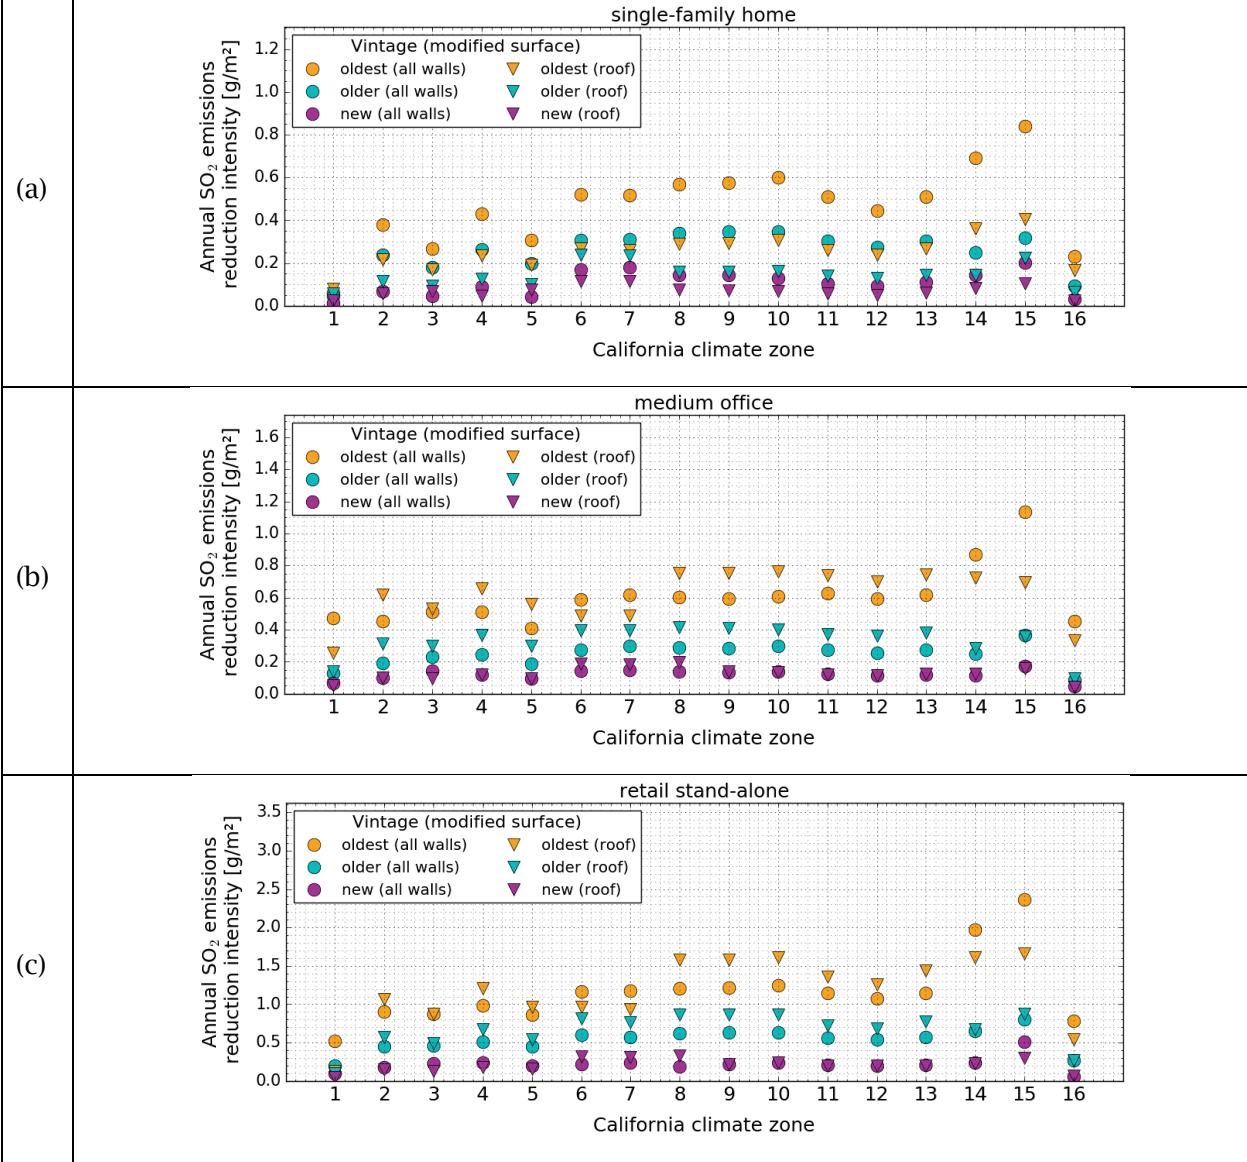 (a)
single-family home
Annual SO₂ emissions
reduction intensity [g/m²]
1.2
1.0
0.8
0.6
0.4
0.2
0.0
Vintage (modified surface)
oldest (all walls) oldest (roof)
older (all walls) older (roof)
new (all walls) new (roof)
1 2 3 4 5 6 7 8 9 10 11 12 13 14 15 16
California climate zone
(b)
medium office
Annual SO₂ emissions
reduction intensity [g/m²]
1.6
1.4
1.2
1.0
0.8
0.6
0.4
0.2
0.0
Vintage (modified surface)
oldest (all walls) oldest (roof)
older (all walls) older (roof)
new (all walls) new (roof)
1 2 3 4 5 6 7 8 9 10 11 12 13 14 15 16
California climate zone
(c)
retail stand-alone
Annual SO₂ emissions
reduction intensity [g/m²]
3.5
3.0
2.5
2.0
1.5
1.0
0.5
0.0
Vintage (modified surface)
oldest (all walls) oldest (roof)
older (all walls) older (roof)
new (all walls) new (roof)
1 2 3 4 5 6 7 8 9 10 11 12 13 14 15 16
California climate zone